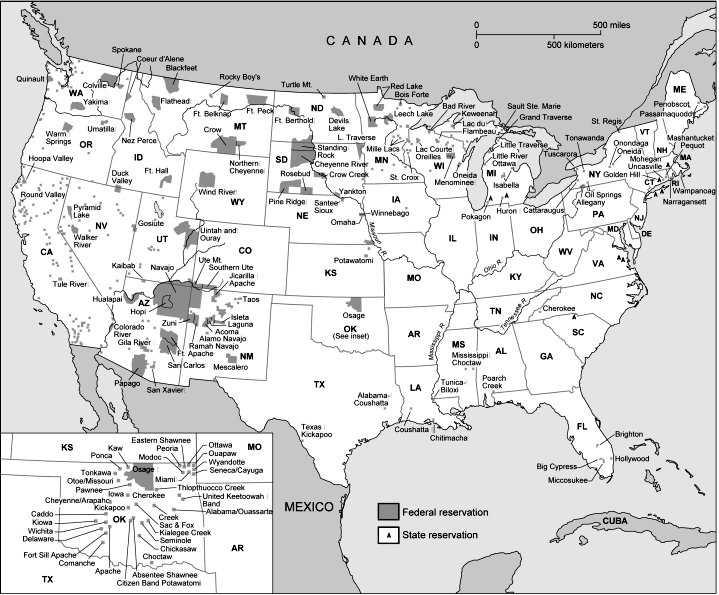 CANADA
0 500 miles
0 500 kilometers
Spokane
Coeur d'Alene
Blackfeet
Rocky Boy's
Turtle Mt.
White Earth
Red Lake
Bois Forte
Quinault
Colville
WA
Yakima
Flathead
Ft. Belknap
Ft. Peck
ND
Ft. Berthold
Devils
Lake
Leech Lake
Bad River
Keweenah
Lac du
Flambeau
Sault Ste. Marie
Grand Traverse
ME
Penobscot,
Passamaquoddy
St. Regis
Tonawanda
VT
Mashantucket
Pequot
Warm
Springs
Umatilla
OR
Nez Perce
ID
MT
Crow
L. Traverse
Mille Lacs
MN
Lac Courte
Oreilles
WI
Little Traverse
Little River
Ottawa
Tuscarora
Onondaga
Oneida
NH
Mohegan
Uncasville
MA
Hoopa Valley
Duck
Valley
Ft. Hall
Northern
Cheyenne
SD
Standing
Rock
Cheyenne River
Rosebud
Crow Creek
St. Croix
Oneida
Menominee
MI
Isabella
NY
Golden Hill
CT
RI
Wampanoag
Oil Springs
Allegany
Narragansett
Round Valley
Wind River
WY
Pine Ridge
Yankton
Santee
Sioux
Omaha
Winnebago
IA
Pokagon
Huron
Cattaraugus
PA
NJ
Pyramid
Lake
NV
Walker
River
Gosiute
UT
Uintah and
Ouray
NE
Missouri R.
IL
IN
OH
MD
DE
CA
CO
WV
VA
Kaibab
Navajo
Ute Mt.
Southern Ute
Jicarilla
Apache
KS
Potawatomi
MO
Ohio R.
KY
Tule River
Hualapai
AZ
Hopi
Taos
Osage
TN
Tennessee R.
Cherokee
NC
Colorado
River
Gila River
Zuni
Isleta
Laguna
Acoma
Alamo Navajo
Ramah Navajo
Ft. Apache
San Carlos
NM
Mescalero
OK
(See inset)
AR
Mississippi R.
SC
Papago
San Xavier
TX
MS
Mississippi
Choctaw
AL
GA
LA
Tunica-
Biloxi
Poarch
Creek
Alabama-
Coushatta
Texas
Kickapoo
Coushatta
Chitimacha
FL
Brighton
Big Cypress
Hollywood
Miccosukee
MEXICO
CUBA
Federal reservation
State reservation
KS
MO
Kaw
Ponca
Eastern Shawnee
Peoria
Modoc
Ottawa
Ouapaw
Wyandotte
Seneca/Cayuga
Tonkawa
Osage
Otoe/Missouri
Miami
Pawnee
Thlopthuocco Creek
Iowa
Cherokee
United Keetoowah
Band
Cheyenne/Arapaho
Kickapoo
Alabama/Ouassarte
Caddo
OK
Creek
Kiowa
Sac & Fox
Wichita
Kialegee Creek
Delaware
Seminole
Chickasaw
AR
Fort Sill Apache
Choctaw
Comanche
Apache
Absentee Shawnee
TX
Citizen Band Potawatomi